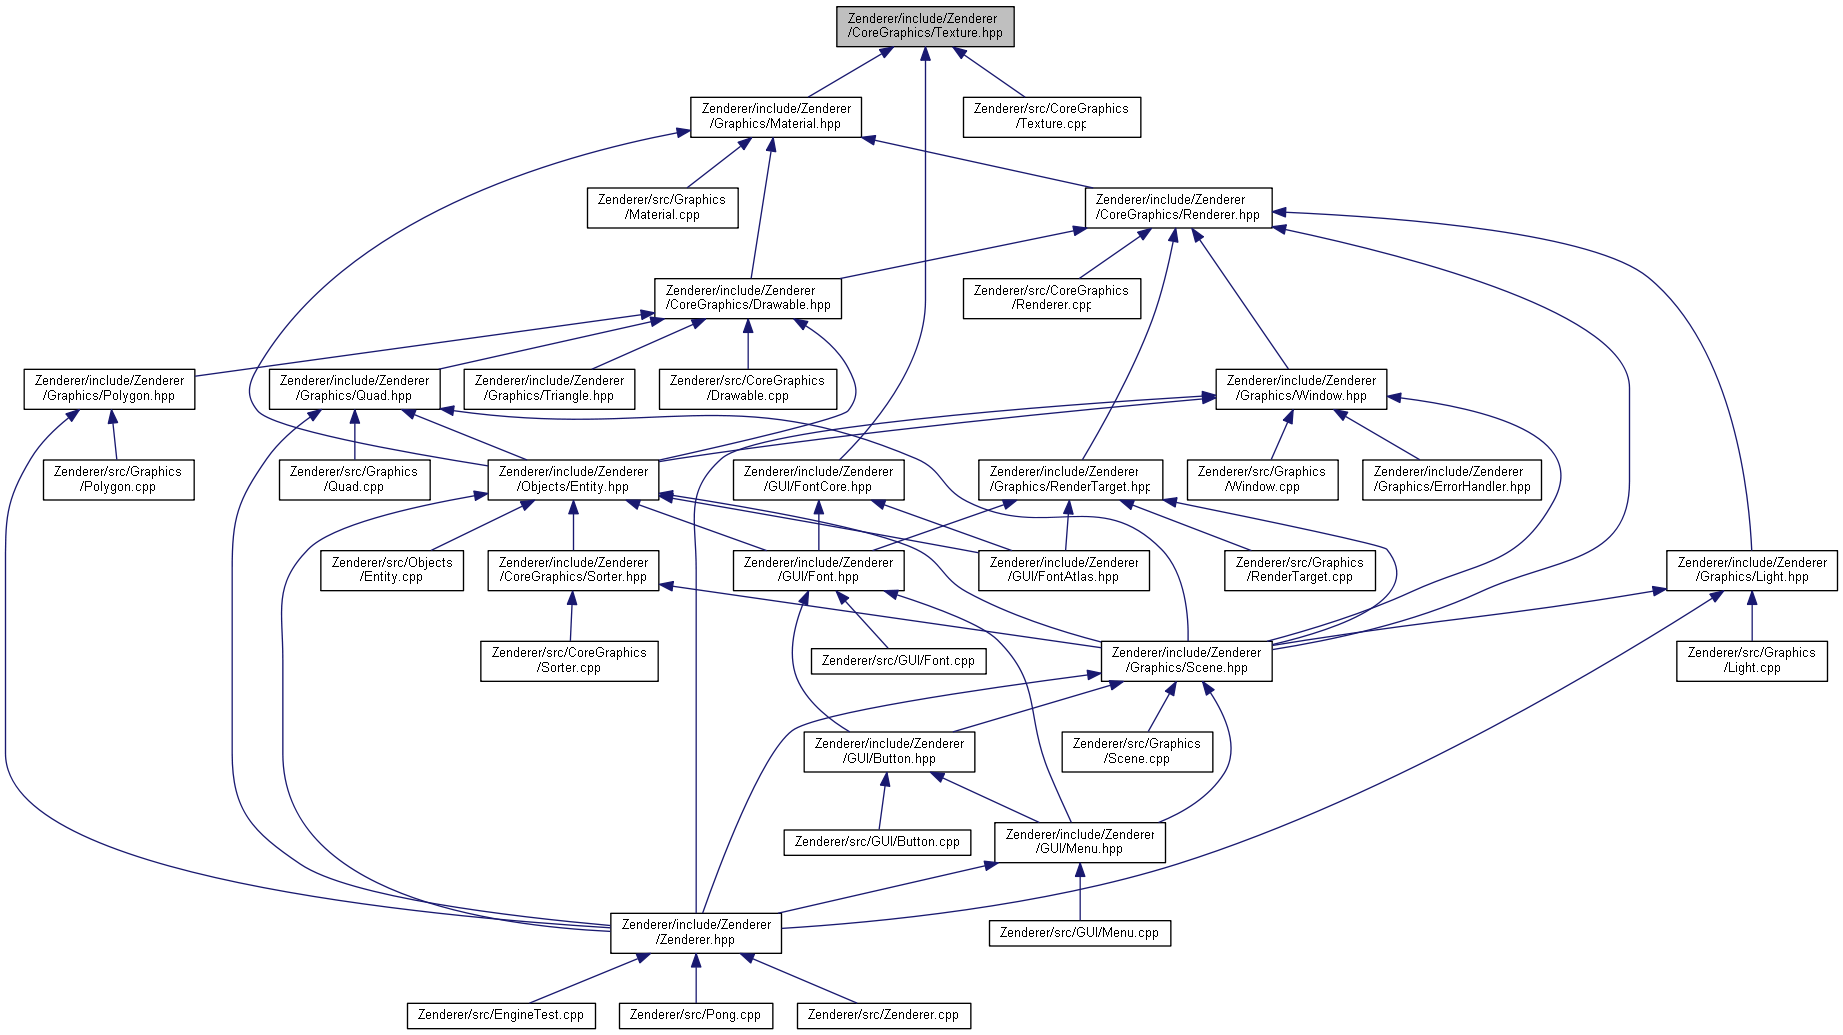 Zenderer/include/Zenderer
/CoreGraphics/Texture.hpp
Zenderer/include/Zenderer
/Graphics/Material.hpp
Zenderer/src/CoreGraphics
/Texture.cpp
Zenderer/src/Graphics
/Material.cpp
Zenderer/include/Zenderer
/CoreGraphics/Renderer.hpp
Zenderer/include/Zenderer
/CoreGraphics/Drawable.hpp
Zenderer/src/CoreGraphics
/Renderer.cpp
Zenderer/include/Zenderer
/Graphics/Polygon.hpp
Zenderer/include/Zenderer
/Graphics/Quad.hpp
Zenderer/include/Zenderer
/Graphics/Triangle.hpp
Zenderer/src/CoreGraphics
/Drawable.cpp
Zenderer/include/Zenderer
/Graphics/Window.hpp
Zenderer/src/Graphics
/Polygon.cpp
Zenderer/src/Graphics
/Quad.cpp
Zenderer/include/Zenderer
/Objects/Entity.hpp
Zenderer/include/Zenderer
/GUI/FontCore.hpp
Zenderer/include/Zenderer
/Graphics/RenderTarget.hpp
Zenderer/src/Graphics
/Window.cpp
Zenderer/include/Zenderer
/Graphics/ErrorHandler.hpp
Zenderer/src/Objects
/Entity.cpp
Zenderer/include/Zenderer
/CoreGraphics/Sorter.hpp
Zenderer/include/Zenderer
/GUI/Font.hpp
Zenderer/include/Zenderer
/GUI/FontAtlas.hpp
Zenderer/src/Graphics
/RenderTarget.cpp
Zenderer/include/Zenderer
/Graphics/Light.hpp
Zenderer/src/CoreGraphics
/Sorter.cpp
Zenderer/src/GUI/Font.cpp
Zenderer/include/Zenderer
/Graphics/Scene.hpp
Zenderer/src/Graphics
/Light.cpp
Zenderer/include/Zenderer
/GUI/Button.hpp
Zenderer/src/Graphics
/Scene.cpp
Zenderer/src/GUI/Button.cpp
Zenderer/include/Zenderer
/GUI/Menu.hpp
Zenderer/include/Zenderer
/Zenderer.hpp
Zenderer/src/GUI/Menu.cpp
Zenderer/src/EngineTest.cpp
Zenderer/src/Pong.cpp
Zenderer/src/Zenderer.cpp